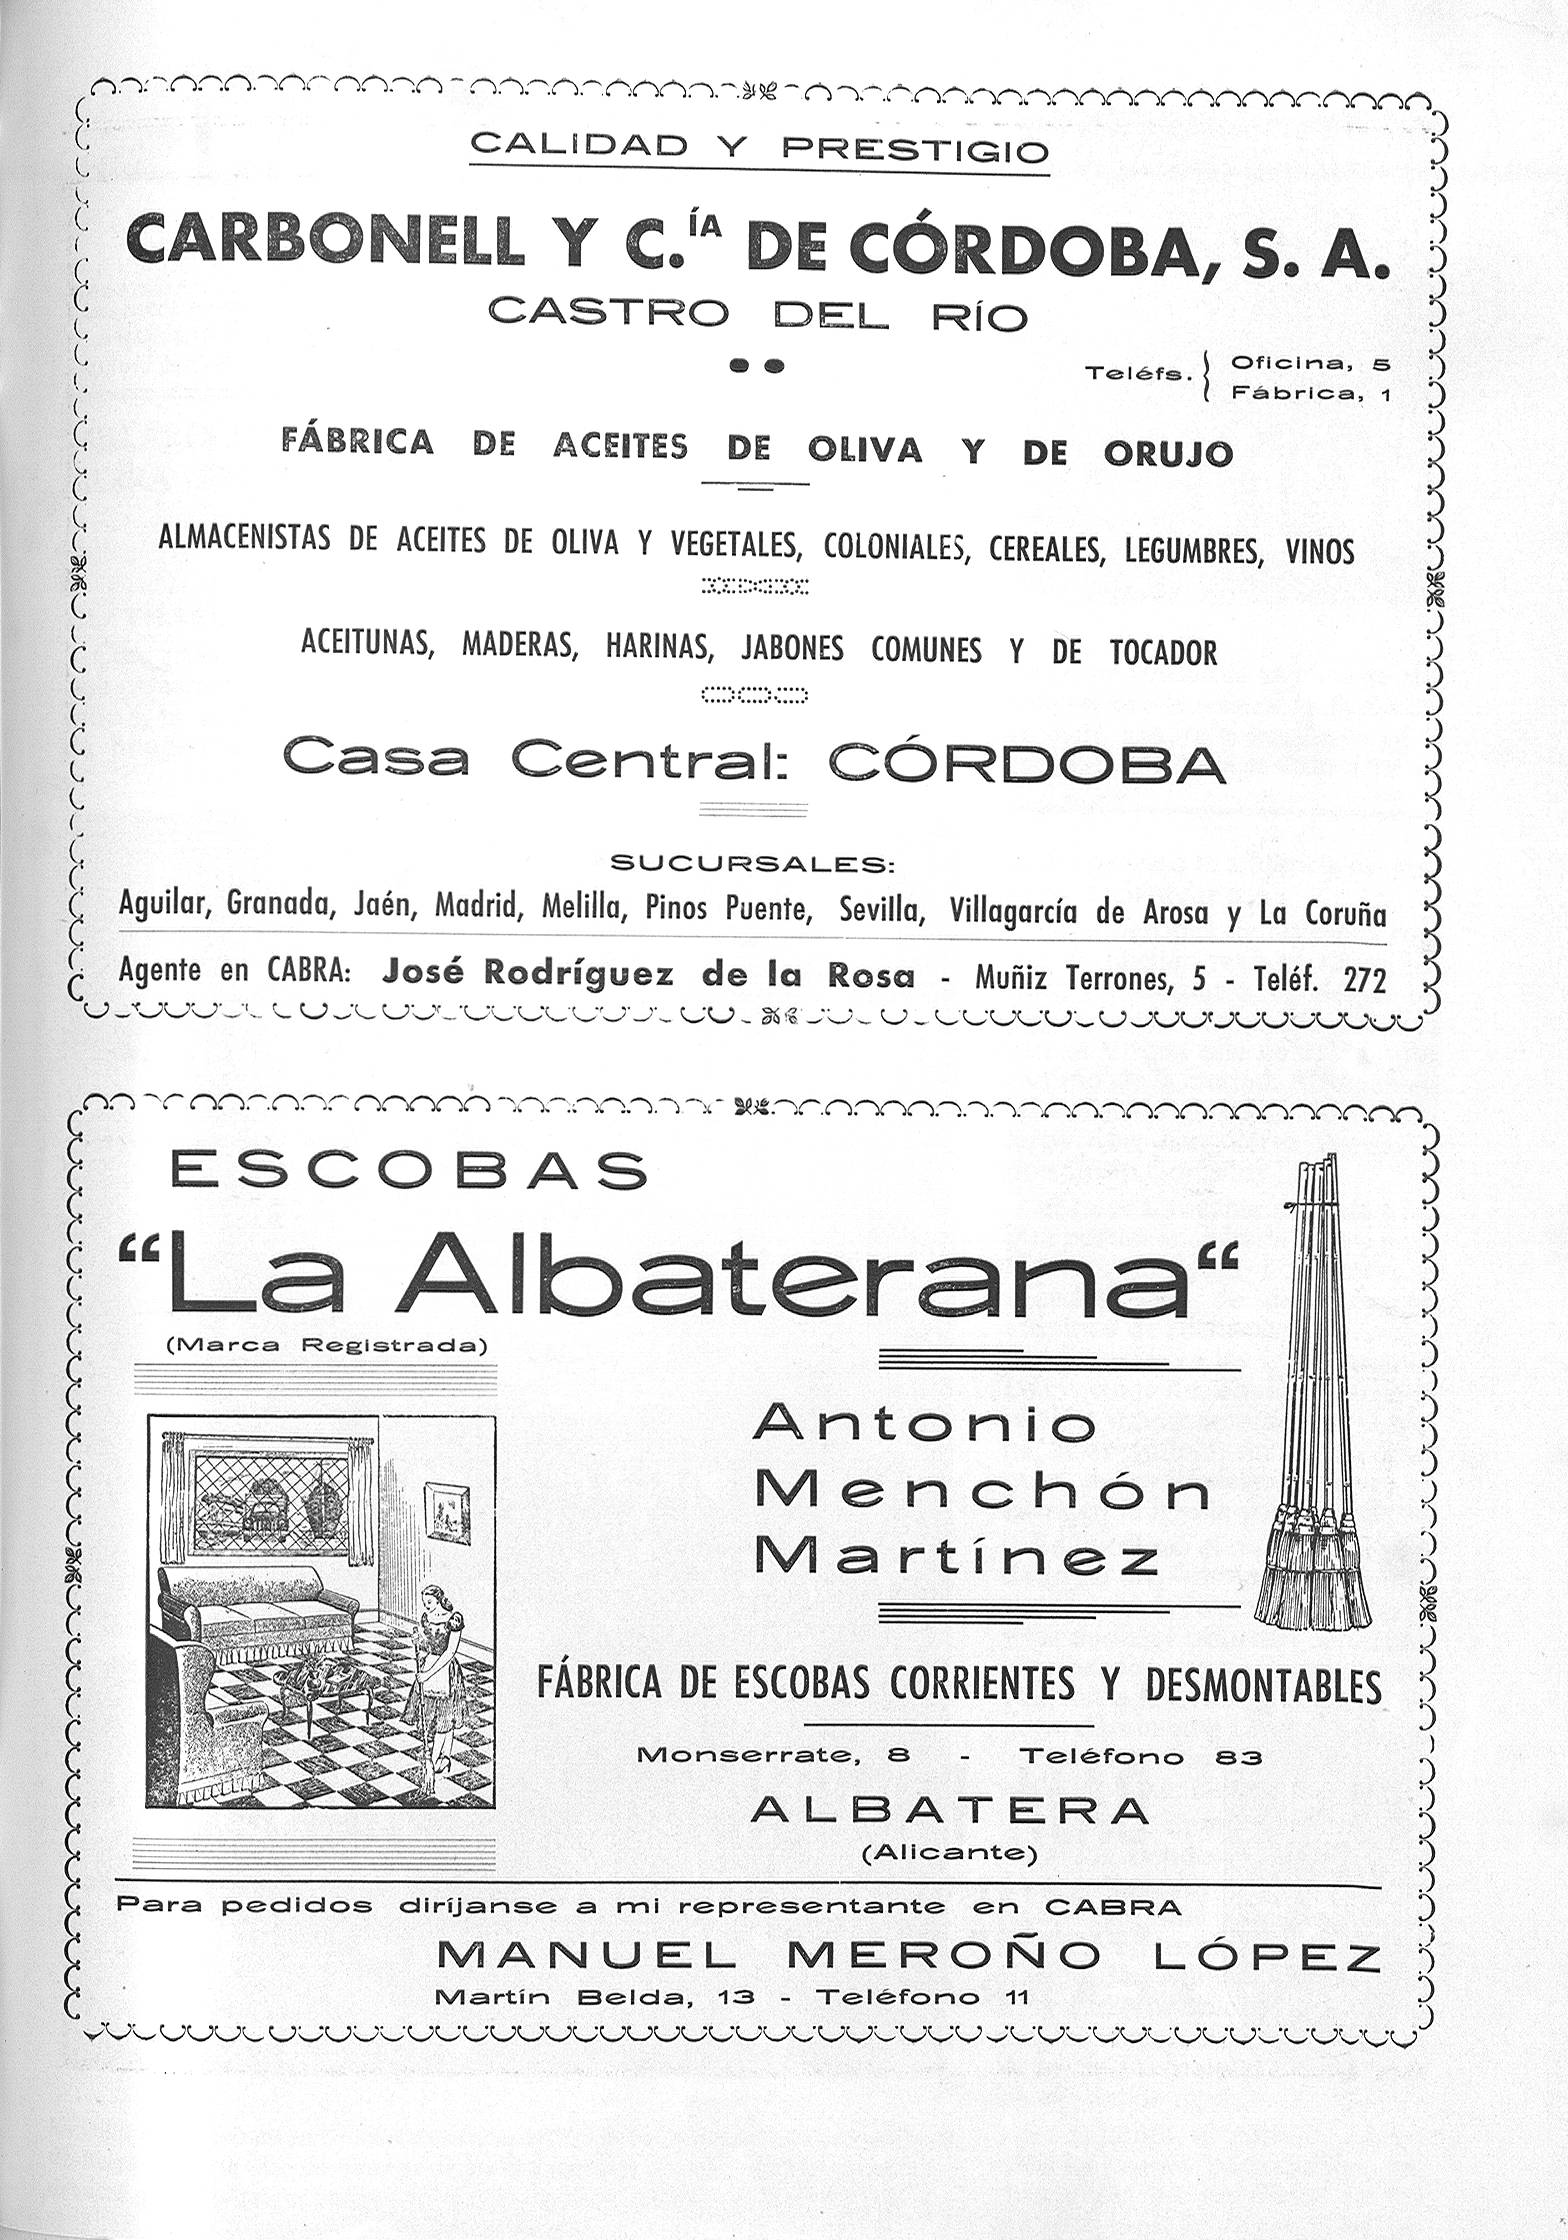 CALIDAD Y PRESTIGIO
CARBONELL Y C.ÍA DE CÓRDOBA, S. A.
CASTRO DEL RÍO
Teléfs. { Oficina, 5
Fábrica, 1
FÁBRICA DE ACEITES DE OLIVA Y DE ORUJO
ALMACENISTAS DE ACEITES DE OLIVA Y VEGETALES, COLONIALES, CEREALES, LEGUMBRES, VINOS
ACEITUNAS, MADERAS, HARINAS, JABONES COMUNES Y DE TOCADOR
Casa Central: CÓRDOBA
SUCURSALES:
Aguilar, Granada, Jaén, Madrid, Melilla, Pinos Puente, Sevilla, Villagarcía de Arosa y La Coruña
Agente en CABRA: José Rodríguez de la Rosa - Muñiz Terrones, 5 - Teléf. 272
ESCOBAS
“La Albaterana“
(Marca Registrada)
Antonio
Menchón
Martínez
FÁBRICA DE ESCOBAS CORRIENTES Y DESMONTABLES
Monserrate, 8 - Teléfono 83
ALBATERA
(Alicante)
Para pedidos diríjanse a mi representante en CABRA
MANUEL MEROÑO LÓPEZ
Martín Belda, 13 - Teléfono 11